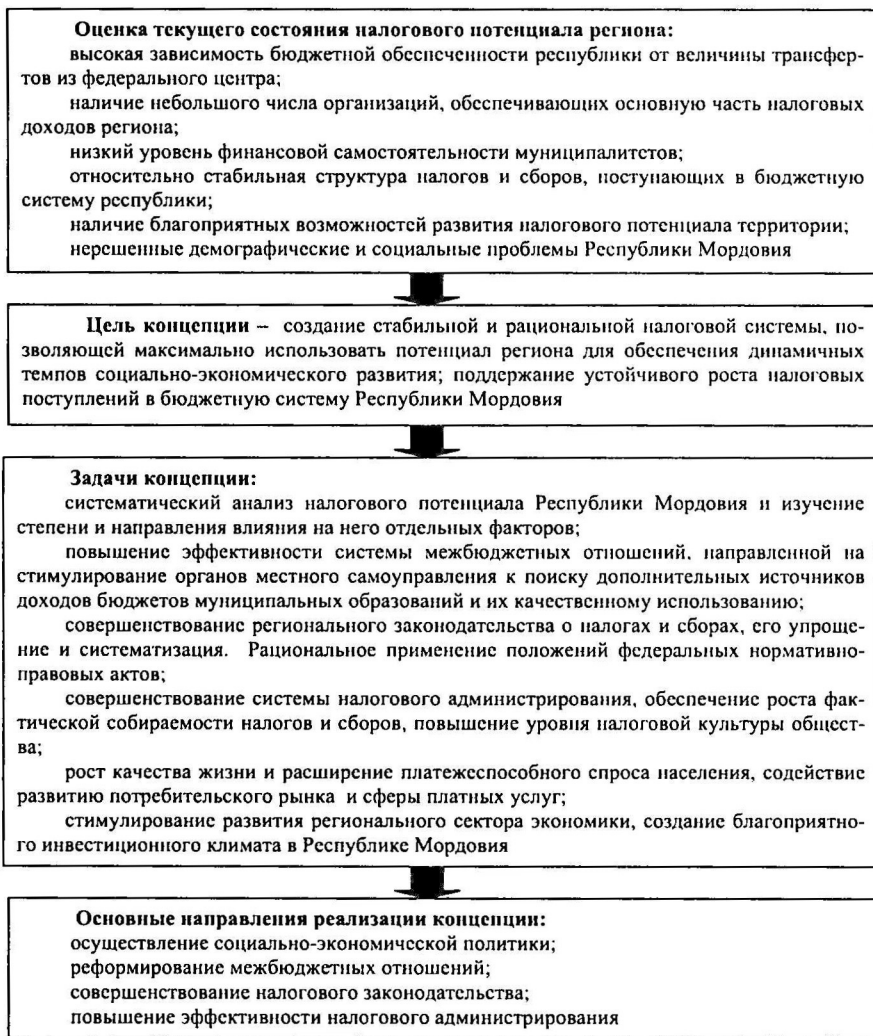 Оценка текущего состояния налогового потенциала региона:
высокая зависимость бюджетной обеспеченности республики от величины трансфер-
тов из федерального центра;
наличие небольшого числа организаций, обеспечивающих основную часть налоговых
доходов региона;
низкий уровень финансовой самостоятельности муниципалитетов;
относительно стабильная структура налогов и сборов, поступающих в бюджетную
систему республики;
наличие благоприятных возможностей развития налогового потенциала территории;
нерешенные демографические и социальные проблемы Республики Мордовия
Цель концепции – создание стабильной и рациональной налоговой системы, по-
зволяющей максимально использовать потенциал региона для обеспечения динамичных
темпов социально-экономического развития; поддержание устойчивого роста налоговых
поступлений в бюджетную систему Республики Мордовия
Задачи концепции:
систематический анализ налогового потенциала Республики Мордовия и изучение
степени и направления влияния на него отдельных факторов;
повышение эффективности системы межбюджетных отношений, направленной на
стимулирование органов местного самоуправления к поиску дополнительных источников
доходов бюджетов муниципальных образований и их качественному использованию;
совершенствование регионального законодательства о налогах и сборах, его упроще-
ние и систематизация. Рациональное применение положений федеральных нормативно-
правовых актов;
совершенствование системы налогового администрирования, обеспечение роста фак-
тической собираемости налогов и сборов, повышение уровня налоговой культуры общест-
ва;
рост качества жизни и расширение платежеспособного спроса населения, содействие
развитию потребительского рынка и сферы платных услуг;
стимулирование развития регионального сектора экономики, создание благоприятно-
го инвестиционного климата в Республике Мордовия
Основные направления реализации концепции:
осуществление социально-экономической политики;
реформирование межбюджетных отношений;
совершенствование налогового законодательства;
повышение эффективности налогового администрирования